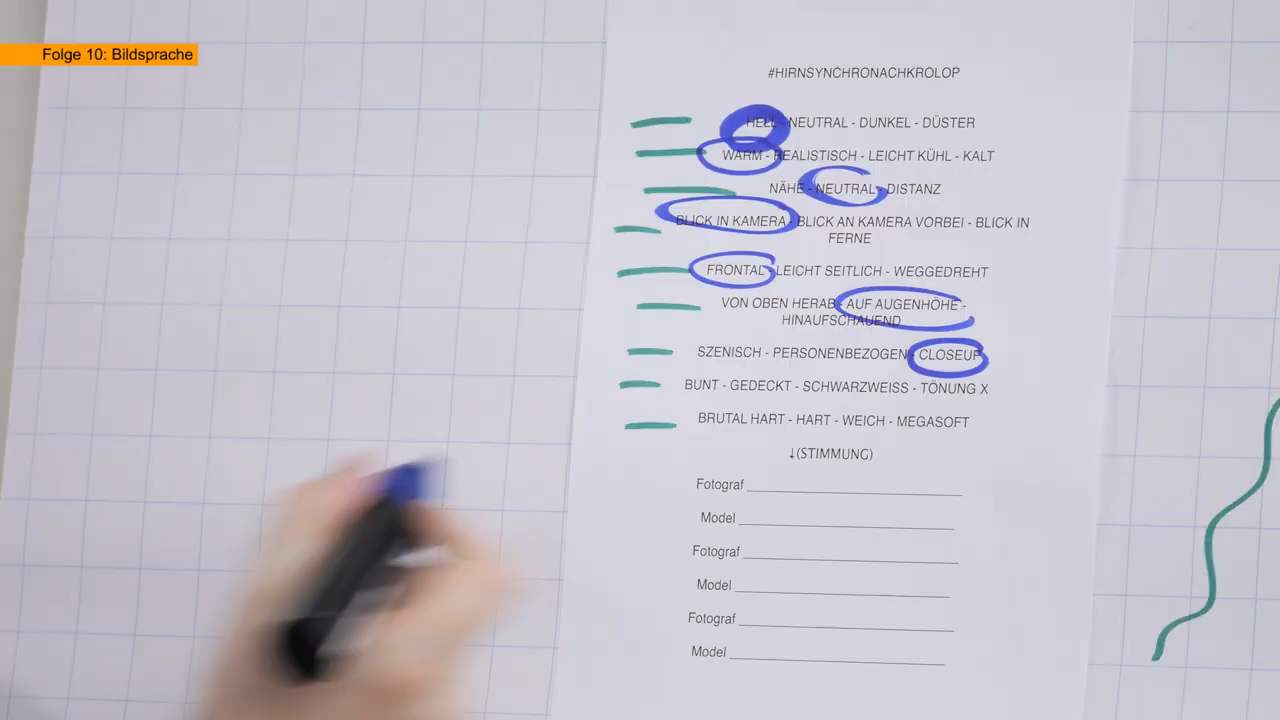 Folge 10: Bildsprache
#HIRNSYNCHRONACHKROLOP
HELL - NEUTRAL - DUNKEL - DÜSTER
WARM - REALISTISCH - LEICHT KÜHL - KALT
NÄHE - NEUTRAL - DISTANZ
BLICK IN KAMERA - BLICK AN KAMERA VORBEI - BLICK IN
FERNE
FRONTAL - LEICHT SEITLICH - WEGGEDREHT
VON OBEN HERAB - AUF AUGENHÖHE -
HINAUFSCHAUEND
SZENISCH - PERSONENBEZOGEN - CLOSEUP
BUNT - GEDECKT - SCHWARZWEISS - TÖNUNG X
BRUTAL HART - HART - WEICH - MEGASOFT
↓(STIMMUNG)
Fotograf
Model
Fotograf
Model
Fotograf
Model